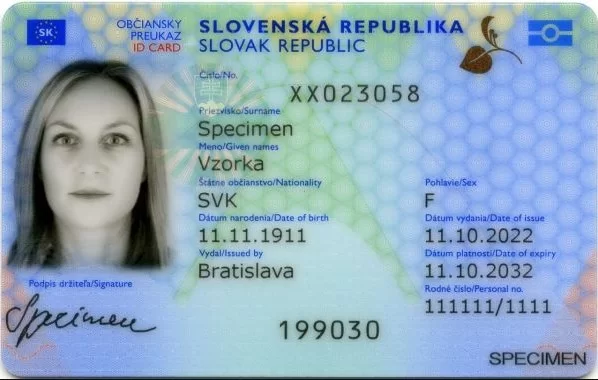 SK
OBČIANSKY
PREUKAZ
ID CARD
SLOVENSKÁ REPUBLIKA
SLOVAK REPUBLIC
Číslo/No.
XX023058
Priezvisko/Surname
Specimen
Meno/Given names
Vzorka
Štátne občianstvo/Nationality
SVK
Pohlavie/Sex
F
Dátum narodenia/Date of birth
11.11.1911
Dátum vydania/Date of issue
11.10.2022
Vydal/Issued by
Bratislava
Dátum platnosti/Date of expiry
11.10.2032
Rodné číslo/Personal no.
111111/1111
Podpis držiteľa/Signature
Specimen
199030
SPECIMEN